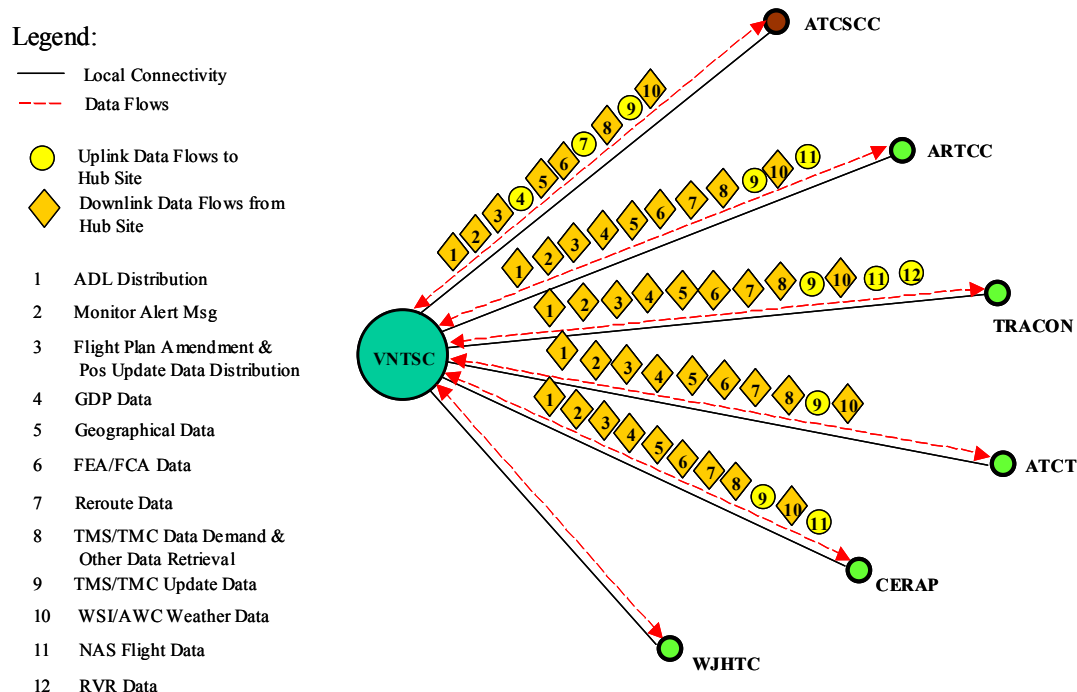 Legend:
Local Connectivity
Data Flows
Uplink Data Flows to
Hub Site
Downlink Data Flows from
Hub Site
1 ADL Distribution
2 Monitor Alert Msg
3 Flight Plan Amendment &
Pos Update Data Distribution
4 GDP Data
5 Geographical Data
6 FEA/FCA Data
7 Reroute Data
8 TMS/TMC Data Demand &
Other Data Retrieval
9 TMS/TMC Update Data
10 WSI/AWC Weather Data
11 NAS Flight Data
12 RVR Data
VNTSC
1 2 3 4 5 6 7 8 9 10
ATCSCC
1 2 3 4 5 6 7 8 9 10 11
ARTCC
1 2 3 4 5 6 7 8 9 10 11 12
TRACON
1 2 3 4 5 6 7 8 9 10
ATCT
1 2 3 4 5 6 7 8 9 10 11
CERAP
WJHTC